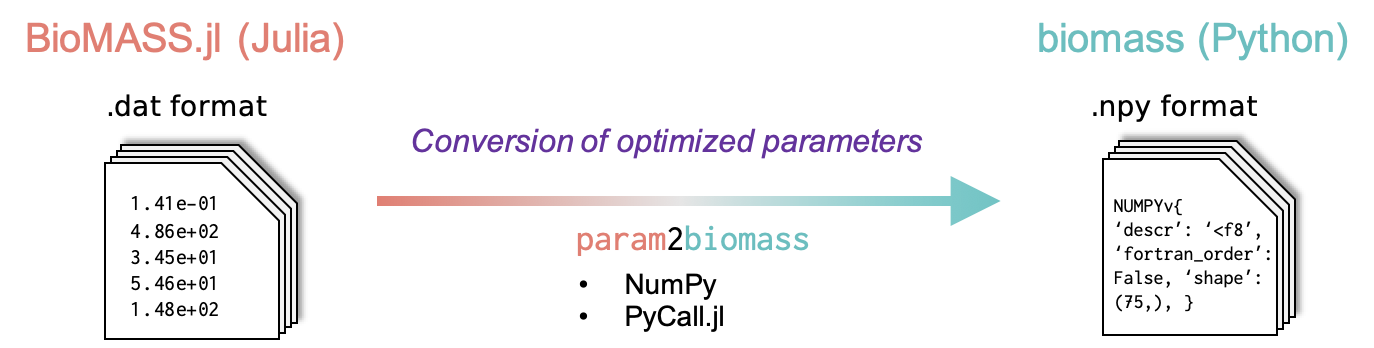 BioMASS.jl (Julia)
biomass (Python)
.dat format
.npy format
Conversion of optimized parameters
1.41e-01
4.86e+02
3.45e+01
5.46e+01
1.48e+02
param2biomass
• NumPy
• PyCall.jl
NUMPYv{
‘descr’: ‘<f8’,
‘fortran_order’:
False, ‘shape’:
(75,), }